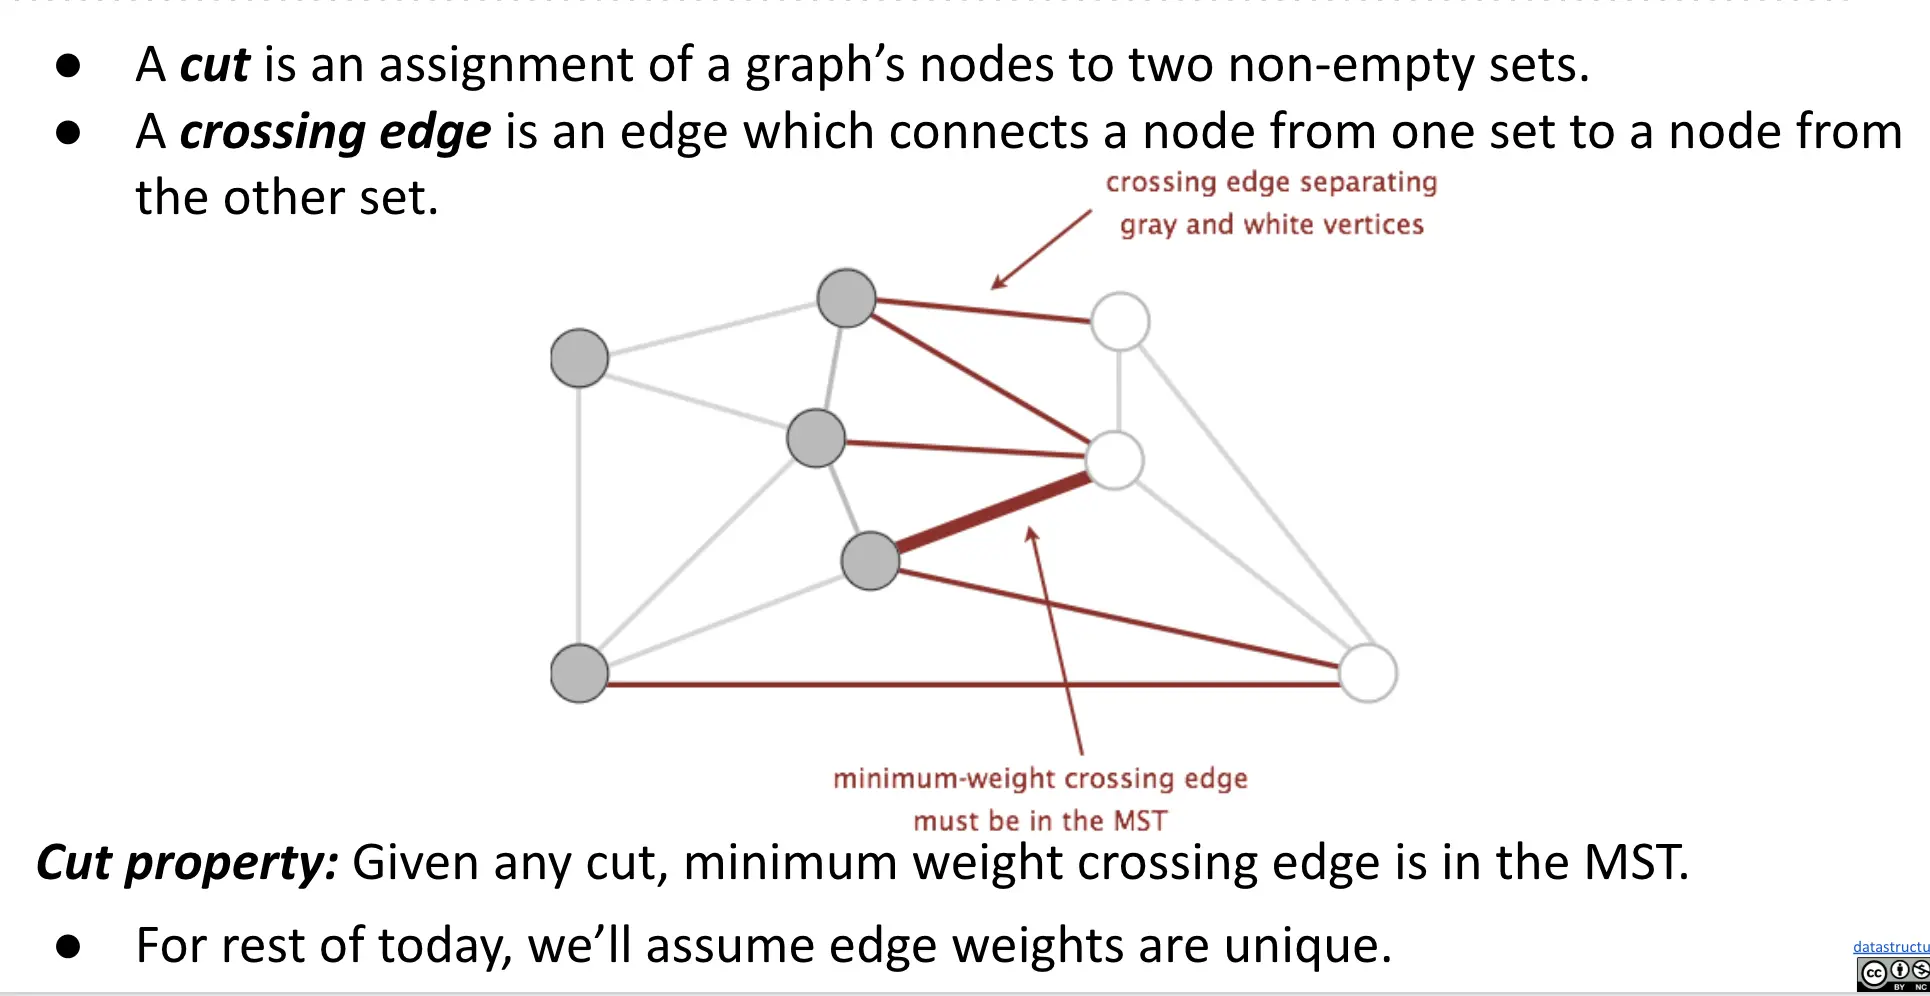 ● A cut is an assignment of a graph’s nodes to two non-empty sets.
● A crossing edge is an edge which connects a node from one set to a node from
the other set.
crossing edge separating
gray and white vertices
minimum-weight crossing edge
must be in the MST
Cut property: Given any cut, minimum weight crossing edge is in the MST.
● For rest of today, we’ll assume edge weights are unique.
datastructu
cc
BY NC